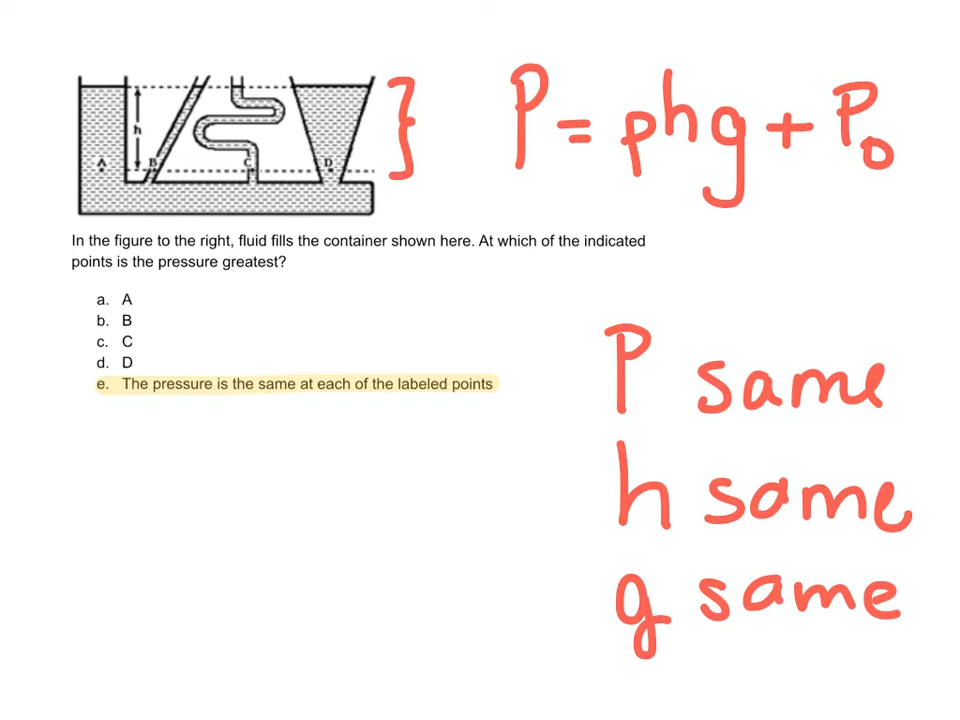 P = ρhg + P₀
h
A B C D
In the figure to the right, fluid fills the container shown here. At which of the indicated
points is the pressure greatest?
a. A
b. B
c. C
d. D
e. The pressure is the same at each of the labeled points
P same
h same
g same